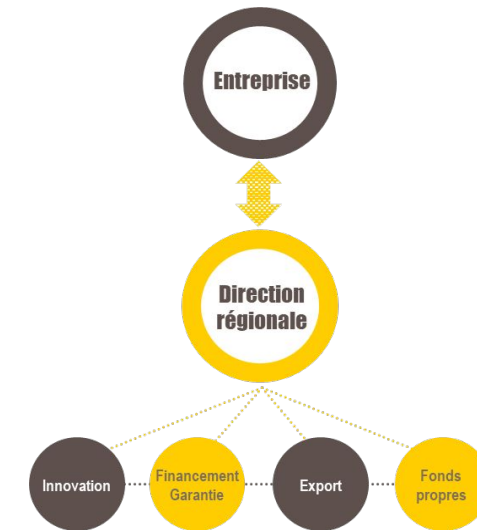 Entreprise
Direction
régionale
Innovation
Financement
Garantie
Export
Fonds
propres